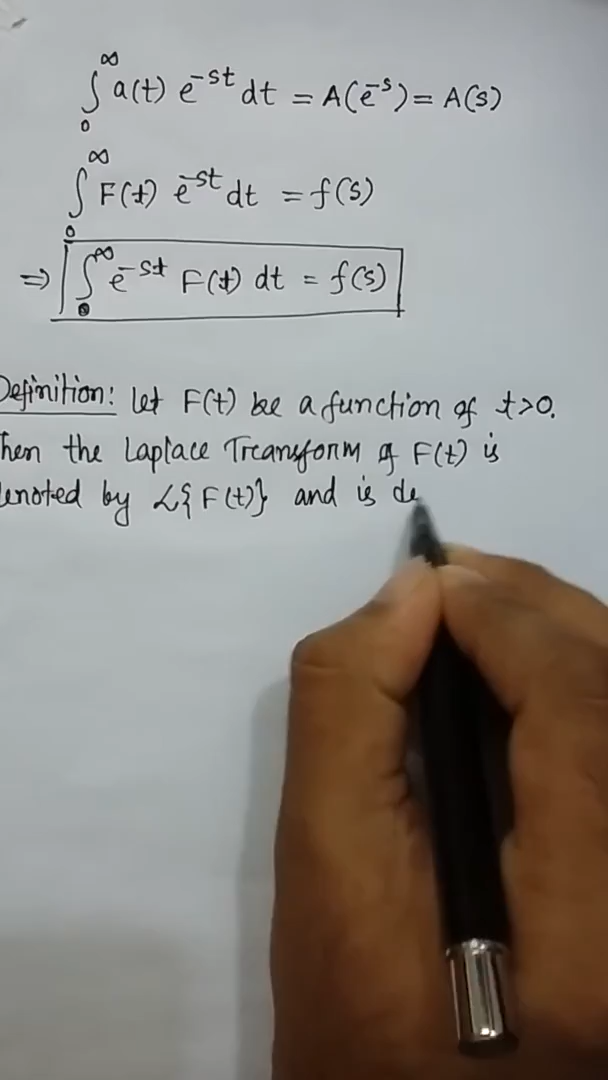 ∫₀^∞ a(t) e^-st dt = A(e^-s) = A(s)
∫₀^∞ F(t) e^-st dt = f(s)
⇒ ∫₀^∞ e^-st F(t) dt = f(s)
Definition: let F(t) be a function of t>0.
hen the Laplace Transform of F(t) is
enoted by L{F(t)} and is de